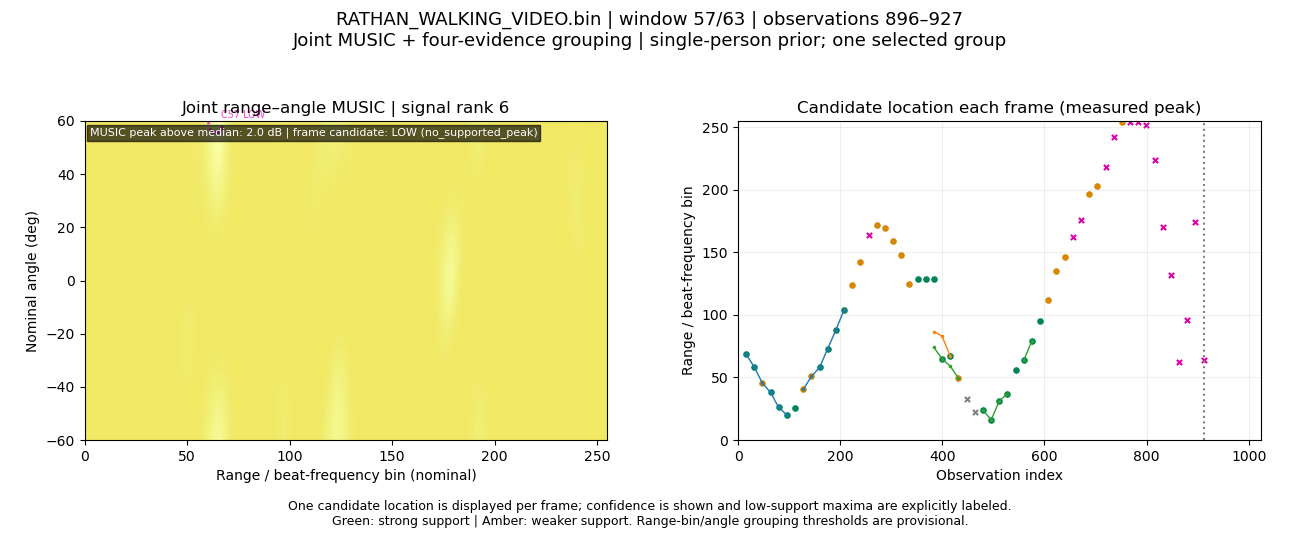 RATHAN_WALKING_VIDEO.bin | window 57/63 | observations 896–927
Joint MUSIC + four-evidence grouping | single-person prior; one selected group
Joint range–angle MUSIC | signal rank 6
C57 LOW
MUSIC peak above median: 2.0 dB | frame candidate: LOW (no_supported_peak)
60
40
20
0
−20
−40
−60
Nominal angle (deg)
0
50
100
150
200
250
Range / beat-frequency bin (nominal)
Candidate location each frame (measured peak)
250
200
150
100
50
0
Range / beat-frequency bin
0
200
400
600
800
1000
Observation index
One candidate location is displayed per frame; confidence is shown and low-support maxima are explicitly labeled.
Green: strong support | Amber: weaker support. Range-bin/angle grouping thresholds are provisional.